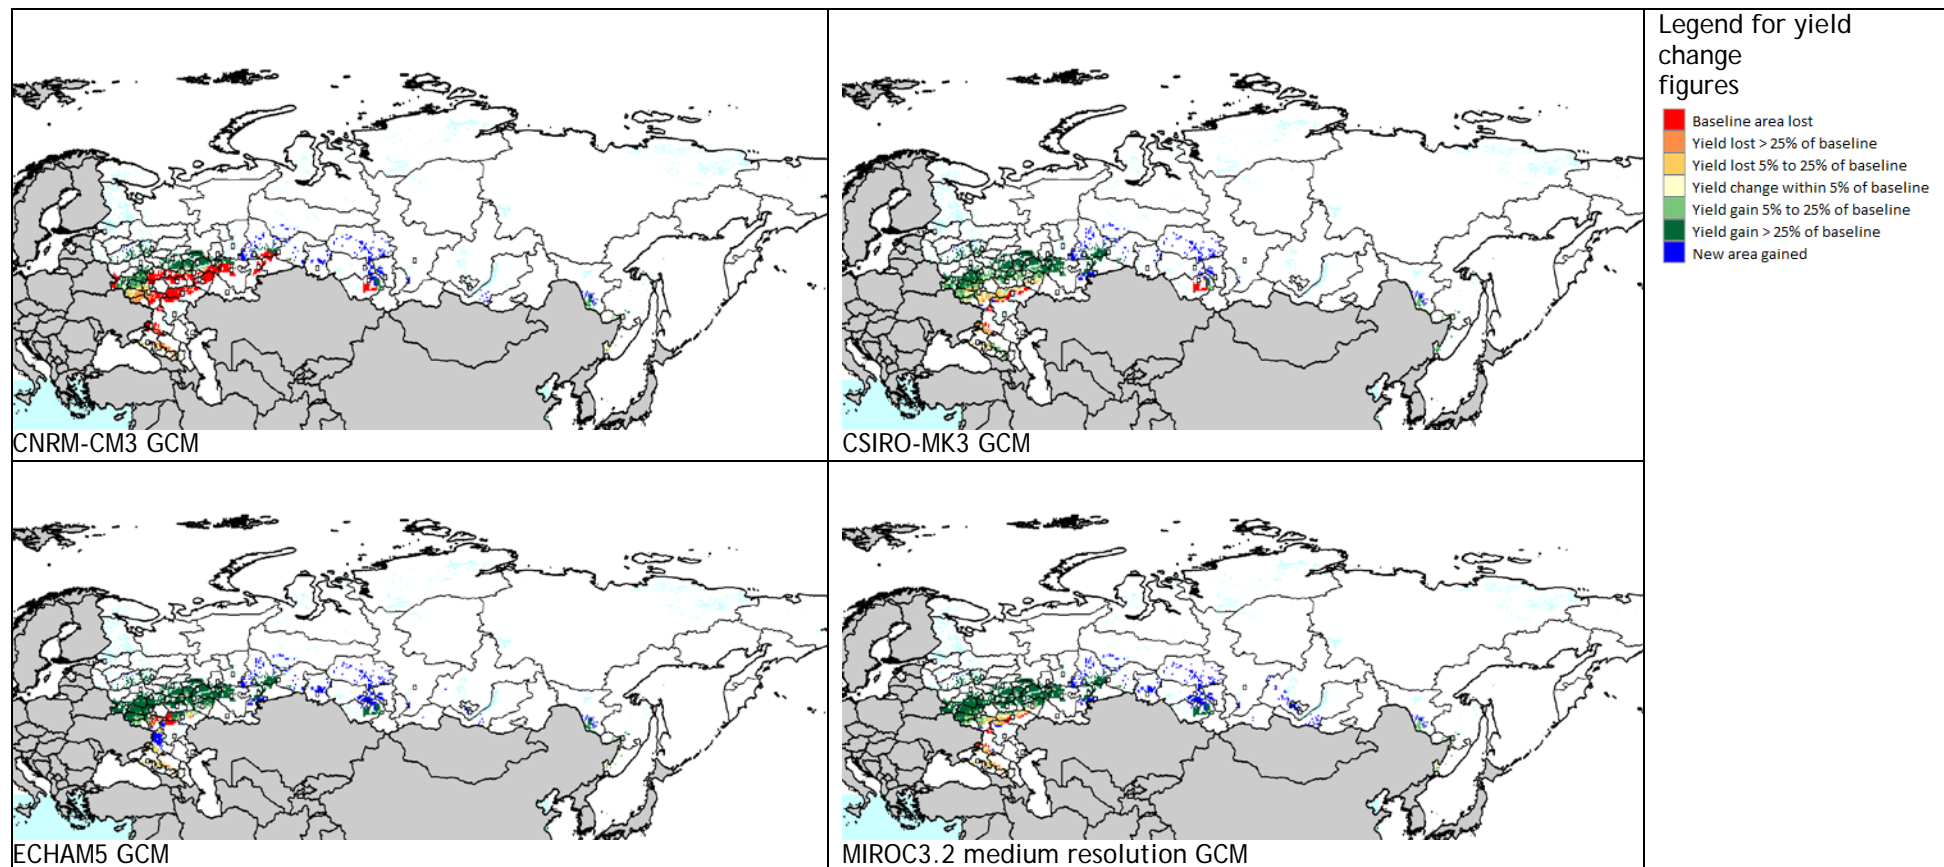 Legend for yield
change
figures
Baseline area lost
Yield lost > 25% of baseline
Yield lost 5% to 25% of baseline
Yield change within 5% of baseline
Yield gain 5% to 25% of baseline
Yield gain > 25% of baseline
New area gained
CNRM-CM3 GCM
CSIRO-MK3 GCM
ECHAM5 GCM
MIROC3.2 medium resolution GCM